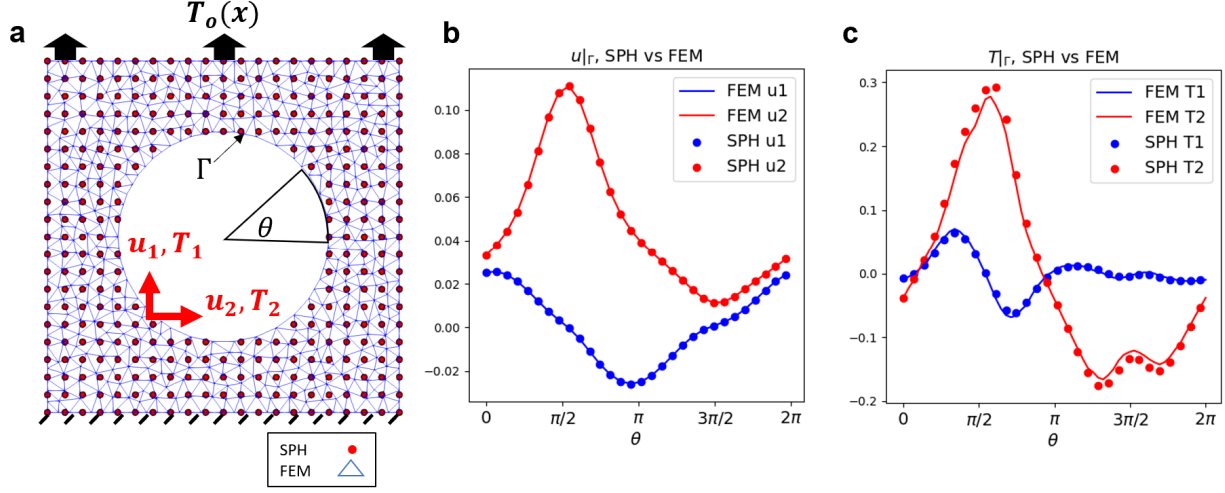 a
T_o(x)
Γ
θ
u_1, T_1
u_2, T_2
SPH
FEM
b
u|_Γ, SPH vs FEM
FEM u1
FEM u2
SPH u1
SPH u2
0.10
0.08
0.06
0.04
0.02
0.00
−0.02
0 π/2 π 3π/2 2π
θ
c
T|_Γ, SPH vs FEM
FEM T1
FEM T2
SPH T1
SPH T2
0.3
0.2
0.1
0.0
−0.1
−0.2
0 π/2 π 3π/2 2π
θ